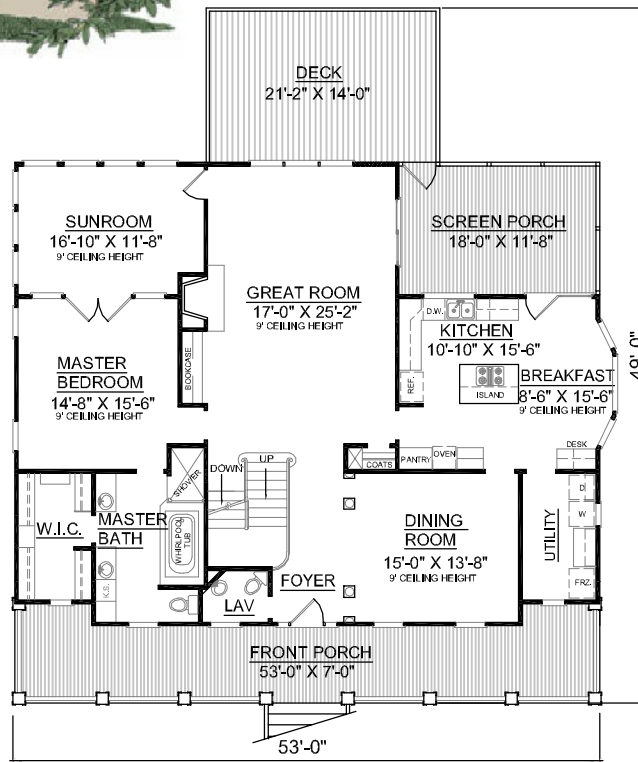 DECK
21'-2" X 14'-0"
SUNROOM
16'-10" X 11'-8"
9' CEILING HEIGHT
SCREEN PORCH
18'-0" X 11'-8"
GREAT ROOM
17'-0" X 25'-2"
9' CEILING HEIGHT
D.W.
KITCHEN
10'-10" X 15'-6"
MASTER
BEDROOM
14'-8" X 15'-6"
9' CEILING HEIGHT
BOOKCASE
REF.
ISLAND
BREAKFAST
8'-6" X 15'-6"
9' CEILING HEIGHT
49'-0"
DESK
PANTRY
OVEN
COATS
UP
DOWN
SHOWER
W.I.C.
MASTER
BATH
WHIRLPOOL
TUB
K.S.
DINING
ROOM
15'-0" X 13'-8"
9' CEILING HEIGHT
UTILITY
D
W
FRZ.
FOYER
LAV
FRONT PORCH
53'-0" X 7'-0"
53'-0"